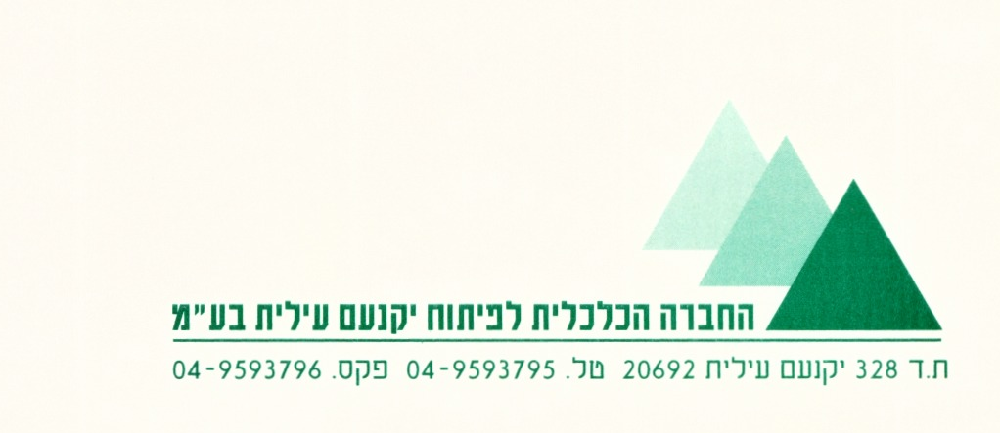 החברה הכלכלית לפיתוח יקנעם עילית בע״מ
ת.ד 328 יקנעם עילית 20692 טל. 04-9593795 פקס. 04-9593796